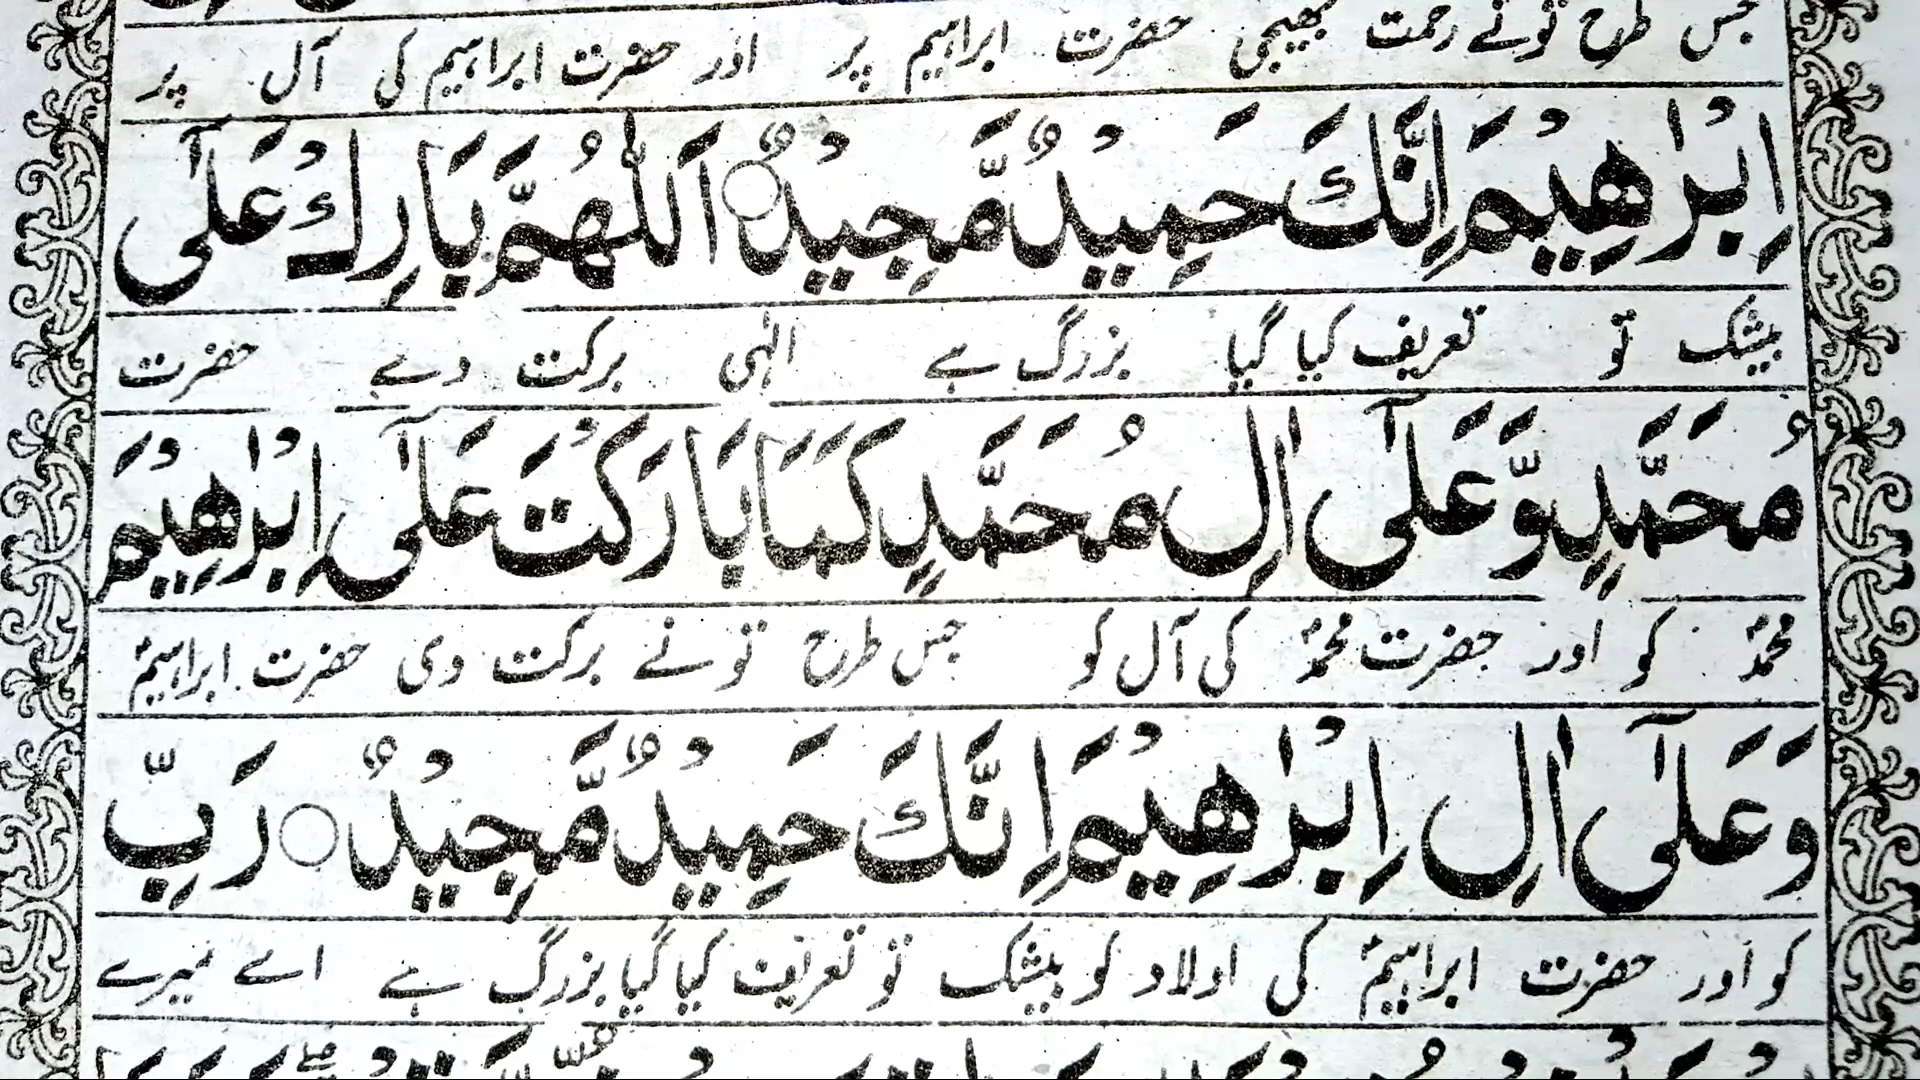 جس طرح تونے رحمت بھیجی حضرت ابراہیم پر اور حضرت ابراہیم کی آل پر
اِبْرٰهِيْمَ اِنَّكَ حَمِيْدٌ مَّجِيْدٌ ○ اَللّٰهُمَّ بَارِكْ عَلٰٓى
بیشک تو تعریف کیا گیا بزرگ ہے الٰہی برکت دے حضرت
مُحَمَّدٍ وَّعَلٰٓى اٰلِ مُحَمَّدٍ كَمَا بَارَكْتَ عَلٰٓى اِبْرٰهِيْمَ
محمدؐ کو اور حضرت محمدؐ کی آل کو جس طرح تو نے برکت دی حضرت ابراہیمؑ
وَعَلٰٓى اٰلِ اِبْرٰهِيْمَ اِنَّكَ حَمِيْدٌ مَّجِيْدٌ ○ رَبِّ
کو اور حضرت ابراہیمؑ کی اولاد کو بیشک تو تعریف کیا گیا بزرگ ہے اے میرے